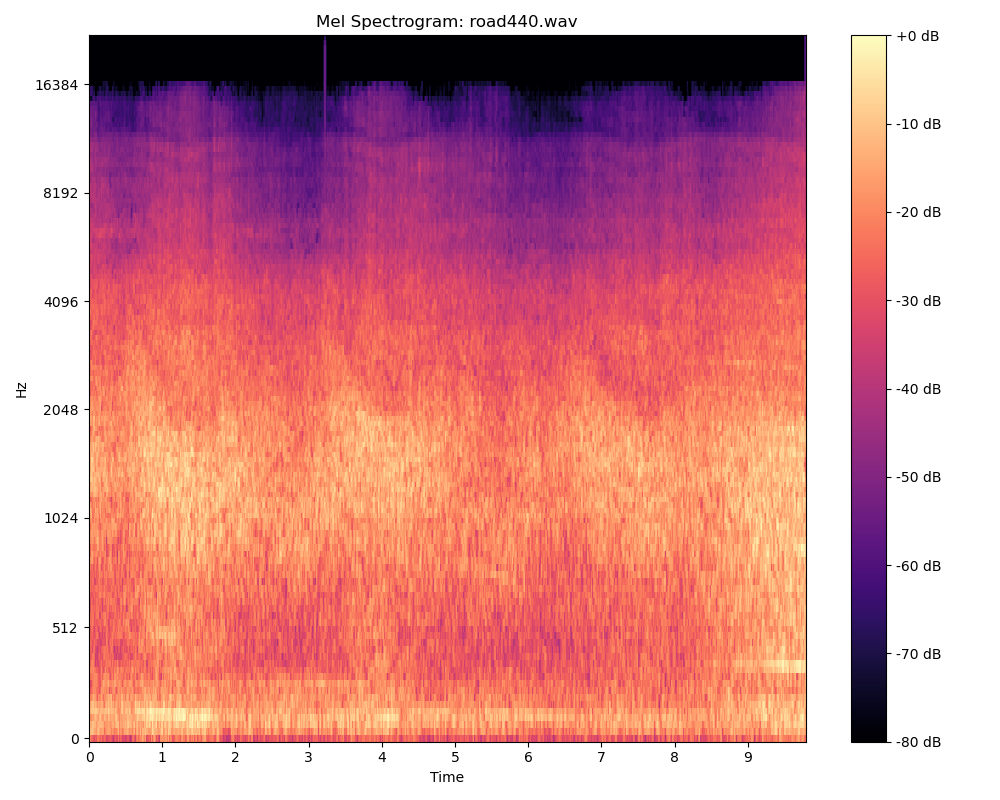 Mel Spectrogram: road440.wav
+0 dB
16384
-10 dB
8192
-20 dB
4096
-30 dB
Hz
2048
-40 dB
1024
-50 dB
-60 dB
512
-70 dB
0
-80 dB
0 1 2 3 4 5 6 7 8 9
Time